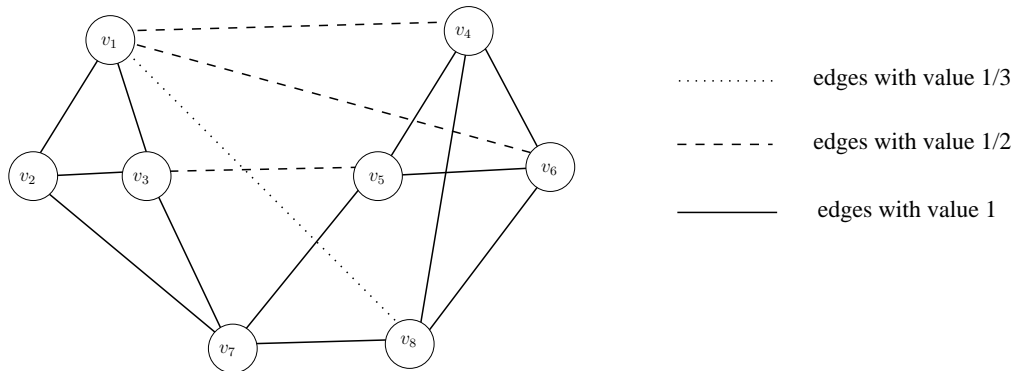 v1
v4
edges with value 1/3
edges with value 1/2
v2
v3
v5
v6
edges with value 1
v7
v8